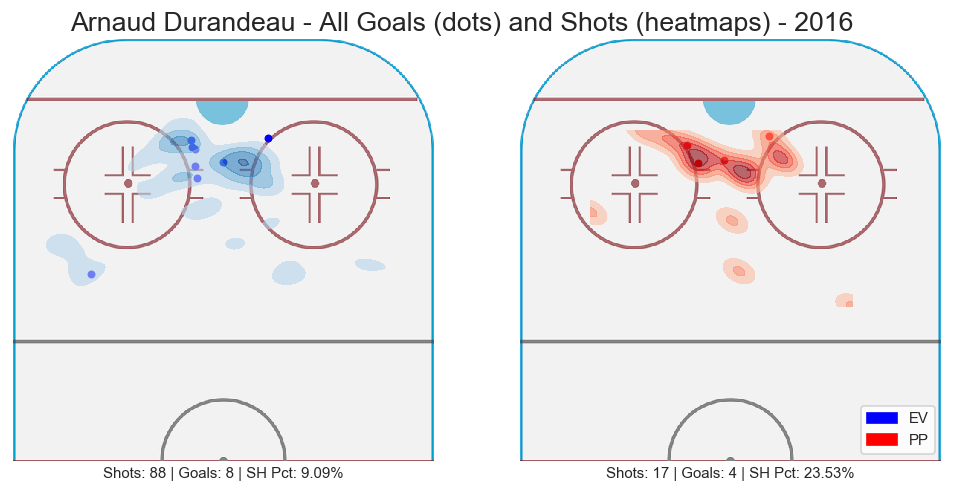 Arnaud Durandeau - All Goals (dots) and Shots (heatmaps) - 2016
EV
PP
Shots: 88 | Goals: 8 | SH Pct: 9.09%
Shots: 17 | Goals: 4 | SH Pct: 23.53%